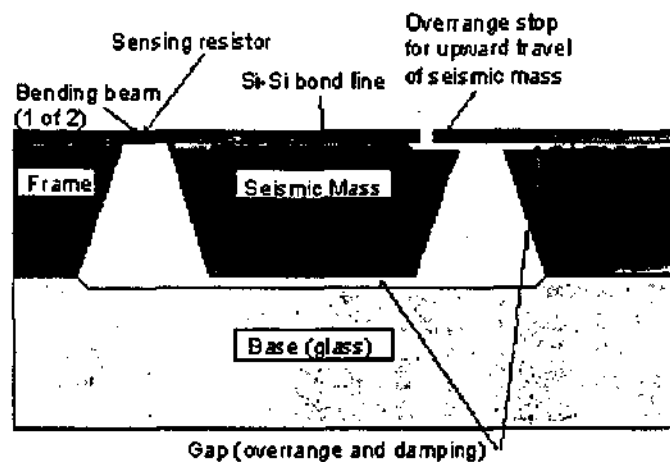 Sensing resistor
Overrange stop
for upward travel
of seismic mass
Si-Si bond line
Bending beam
(1 of 2)
Frame
Seismic Mass
Base (glass)
Gap (overrange and damping)